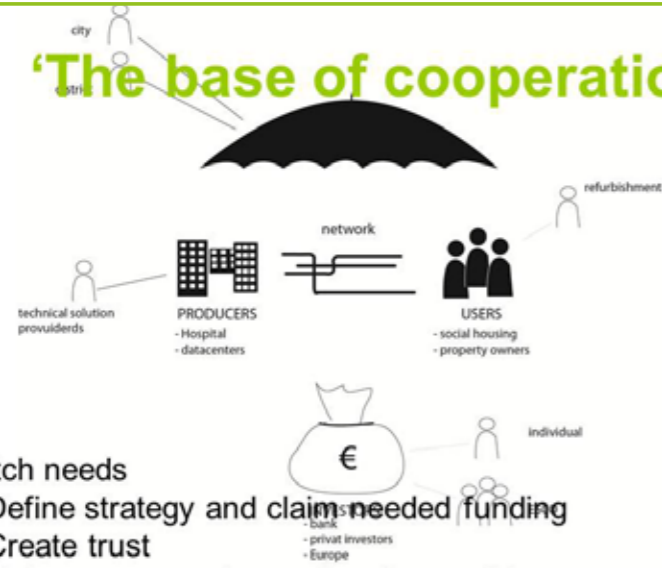 city
‘The base of cooperatio
district
refurbishment
network
technical solution
provuiderds
PRODUCERS
- Hospital
- datacenters
USERS
- social housing
- property owners
€
individual
tch needs
Define strategy and claim needed funding
INVESTORS
- bank
- privat investors
- Europe
Create trust